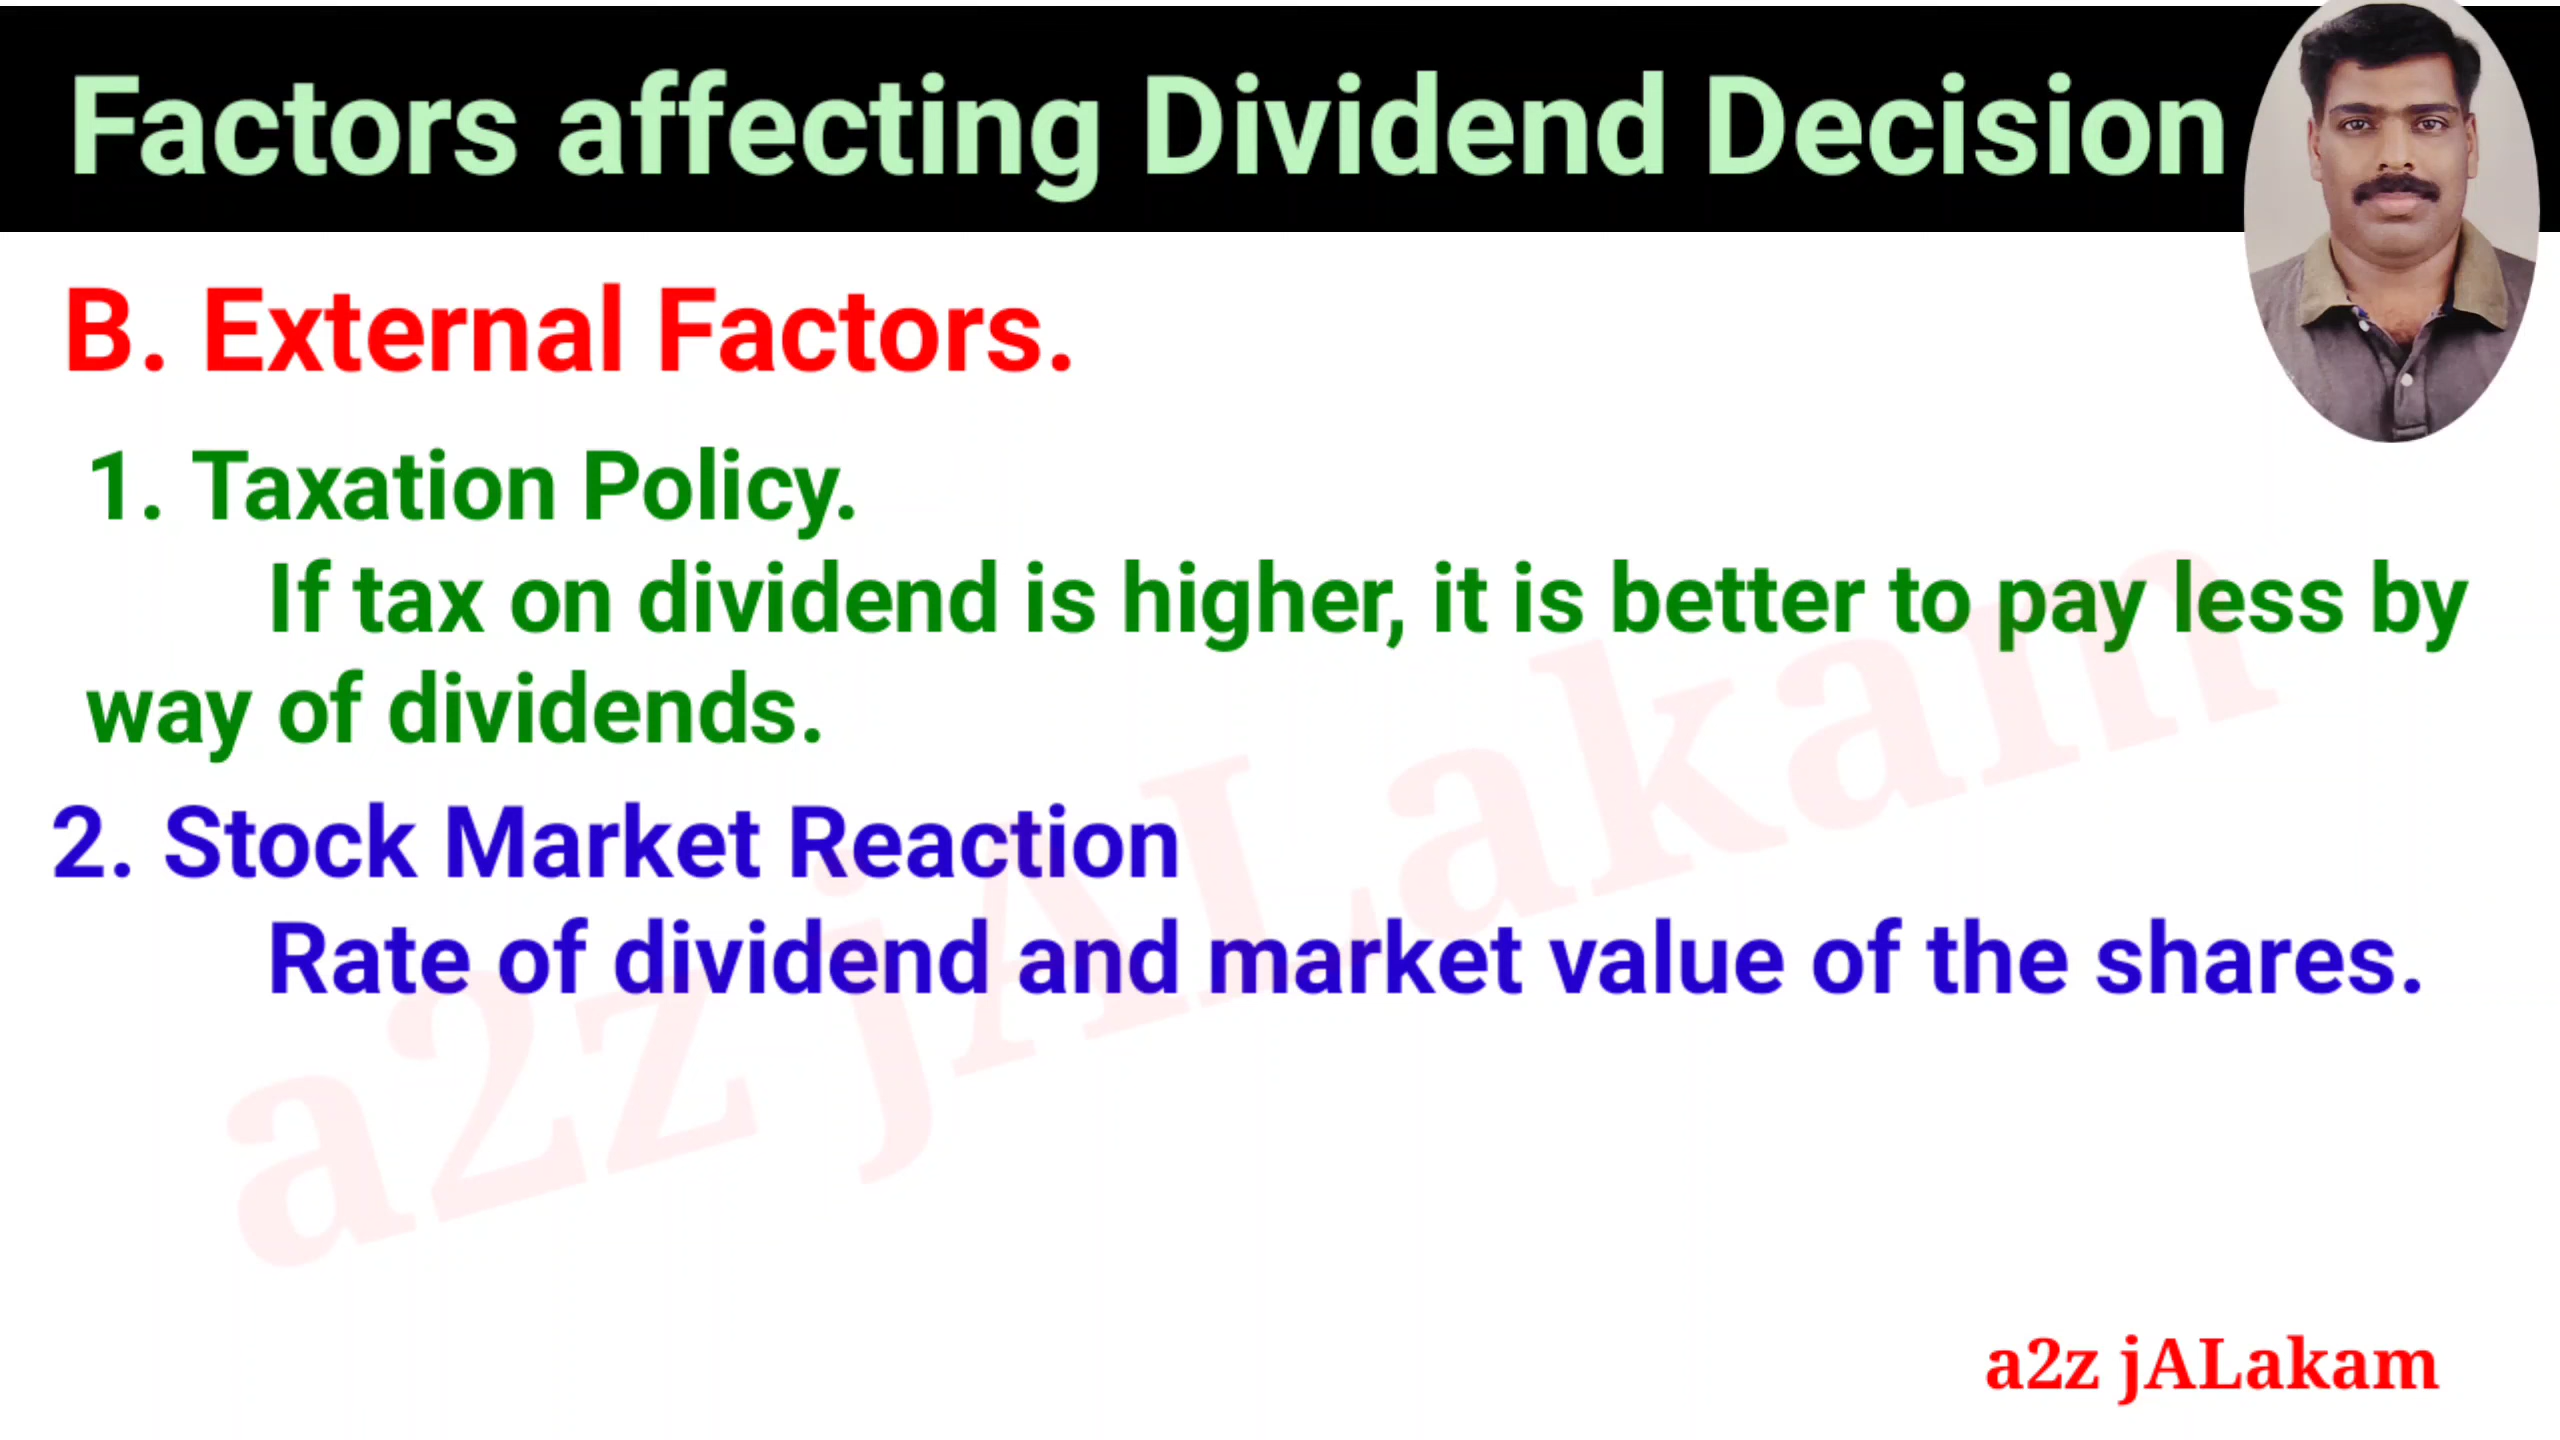 Factors affecting Dividend Decision
B. External Factors.
1. Taxation Policy.
If tax on dividend is higher, it is better to pay less by
way of dividends.
2. Stock Market Reaction
Rate of dividend and market value of the shares.
a2z jALakam
a2z jALakam